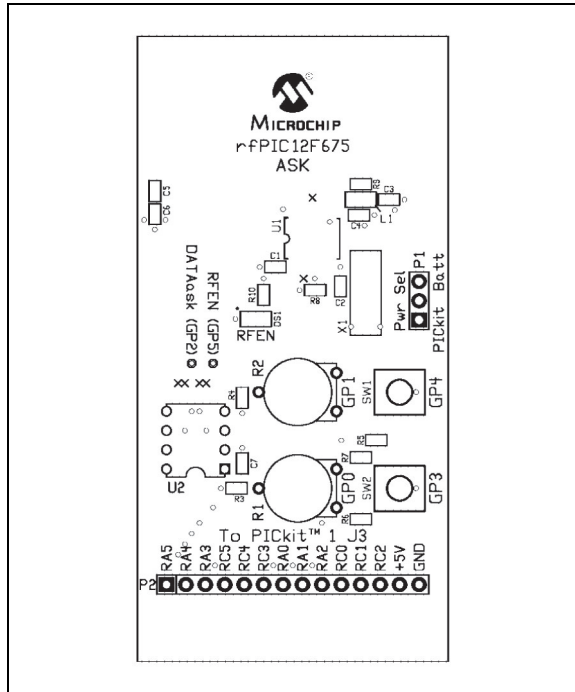 MICROCHIP
rfPIC12F675
ASK
C5
C6
R9
C3
L1
C4
U1
C1
R10
R8
C2
X1
DS1
RFEN
P1
Pwr Sel
PICkit Batt
DATAask (GP2)
RFEN (GP5)
R2
GP1
SW1
GP4
R4
U2
C7
R3
R5
R7
R1
GP0
SW2
GP3
R6
To PICkit™ 1 J3
RA5 RA4 RA3 RC5 RC4 RC3 RA0 RA1 RA2 RC0 RC1 RC2 +5V GND
P2